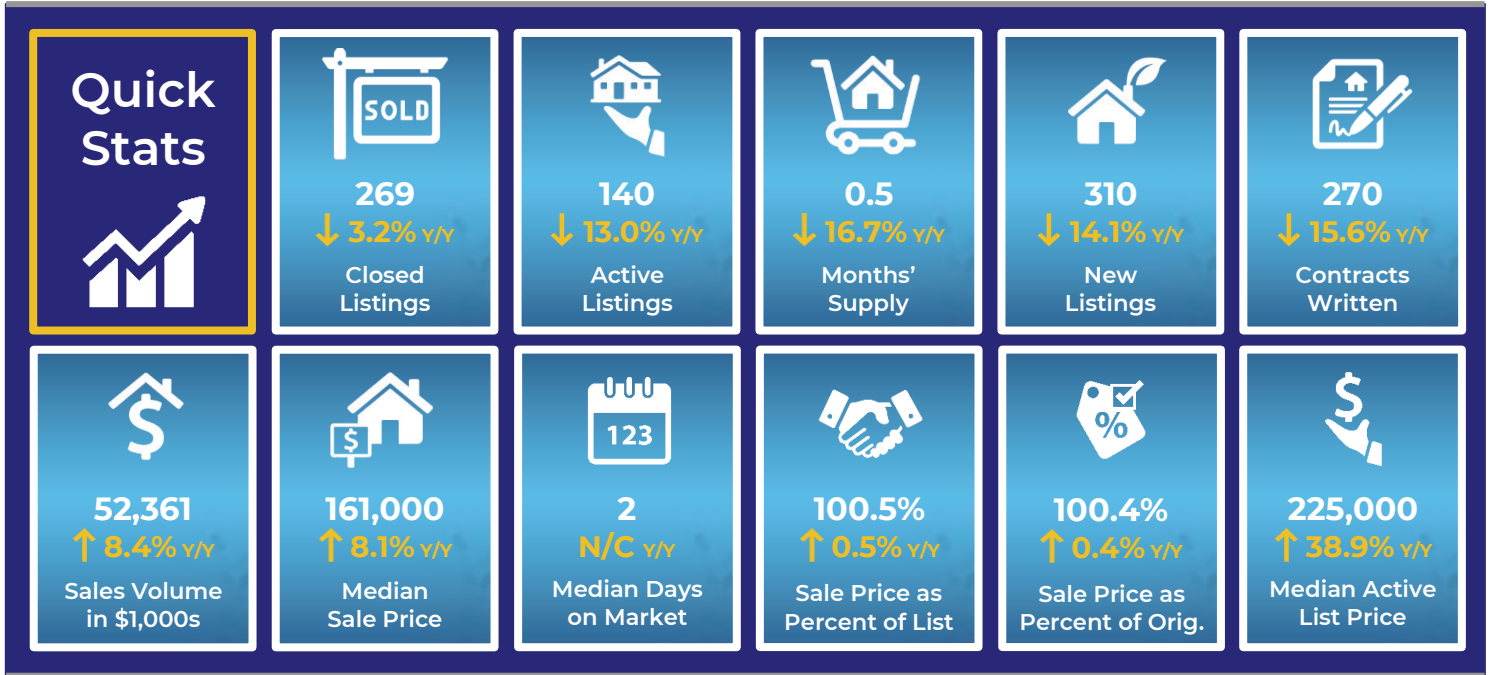 Quick
Stats
SOLD
269
↓ 3.2% Y/Y
Closed
Listings
140
↓ 13.0% Y/Y
Active
Listings
0.5
↓ 16.7% Y/Y
Months’
Supply
310
↓ 14.1% Y/Y
New
Listings
270
↓ 15.6% Y/Y
Contracts
Written
$
52,361
↑ 8.4% Y/Y
Sales Volume
in $1,000s
$
161,000
↑ 8.1% Y/Y
Median
Sale Price
123
2
N/C Y/Y
Median Days
on Market
100.5%
↑ 0.5% Y/Y
Sale Price as
Percent of List
%
100.4%
↑ 0.4% Y/Y
Sale Price as
Percent of Orig.
$
225,000
↑ 38.9% Y/Y
Median Active
List Price